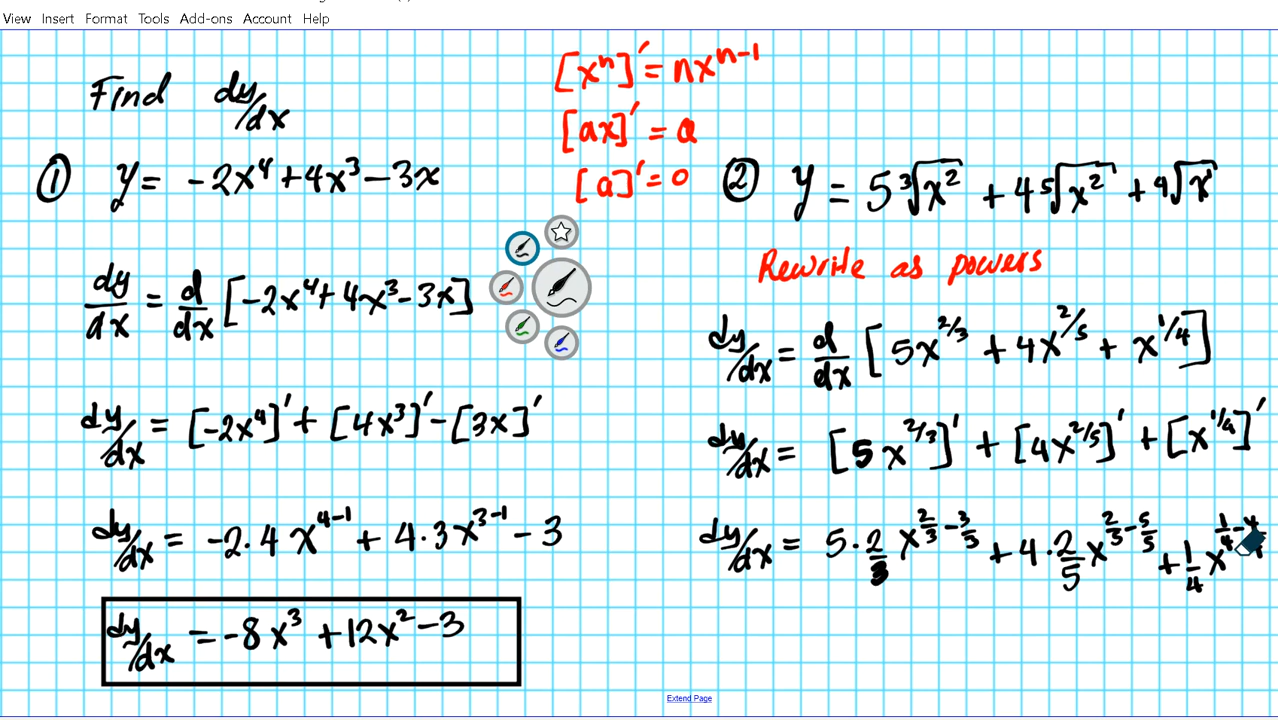 View Insert Format Tools Add-ons Account Help
Find dy/dx
[xⁿ]' = nxⁿ⁻¹
[ax]' = a
[a]' = 0
① y = -2x⁴ + 4x³ - 3x
dy/dx = d/dx [-2x⁴ + 4x³ - 3x]
dy/dx = [-2x⁴]' + [4x³]' - [3x]'
dy/dx = -2·4 x⁴⁻¹ + 4·3 x³⁻¹ - 3
dy/dx = -8x³ + 12x² - 3
② y = 5 ³√x² + 4 ⁵√x² + ⁴√x¹
Rewrite as powers
dy/dx = d/dx [5x^2/3 + 4x^2/5 + x^1/4]
dy/dx = [5x^2/3]' + [4x^2/5]' + [x^1/4]'
dy/dx = 5·2/3 x^(2/3 - 3/3) + 4·2/5 x^(2/5 - 5/5) + 1/4 x^(1/4 - 4/
Extend Page